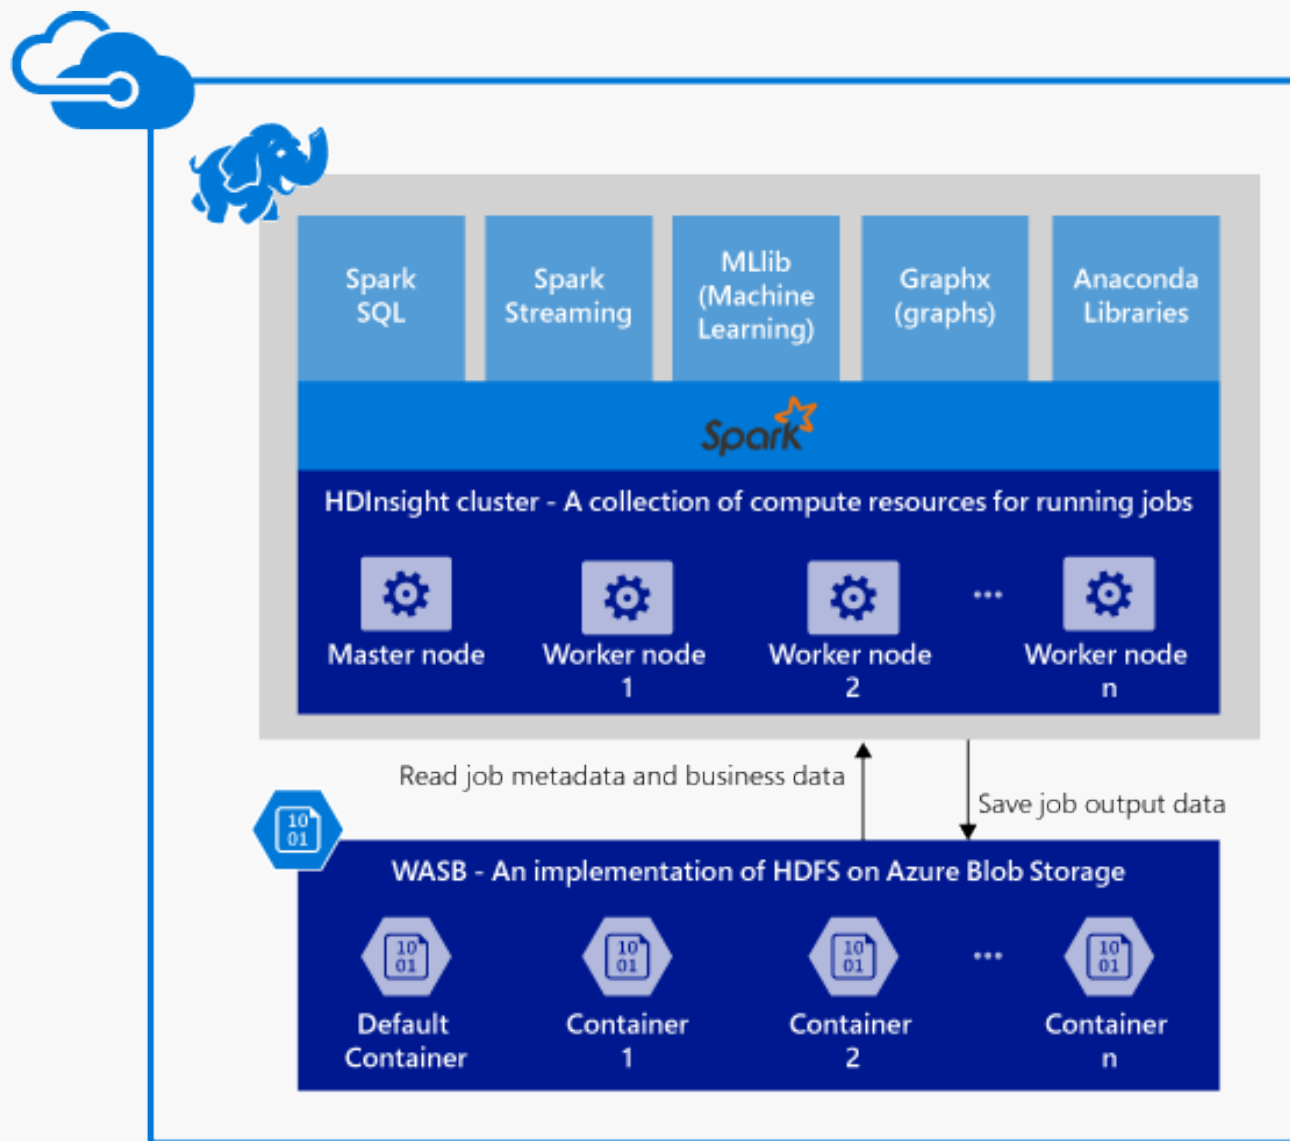 Spark
SQL
Spark
Streaming
MLlib
(Machine
Learning)
Graphx
(graphs)
Anaconda
Libraries
Spark
HDInsight cluster - A collection of compute resources for running jobs
Master node
Worker node
1
Worker node
2
...
Worker node
n
Read job metadata and business data
Save job output data
10
01
WASB - An implementation of HDFS on Azure Blob Storage
10
01
Default
Container
10
01
Container
1
10
01
Container
2
...
10
01
Container
n